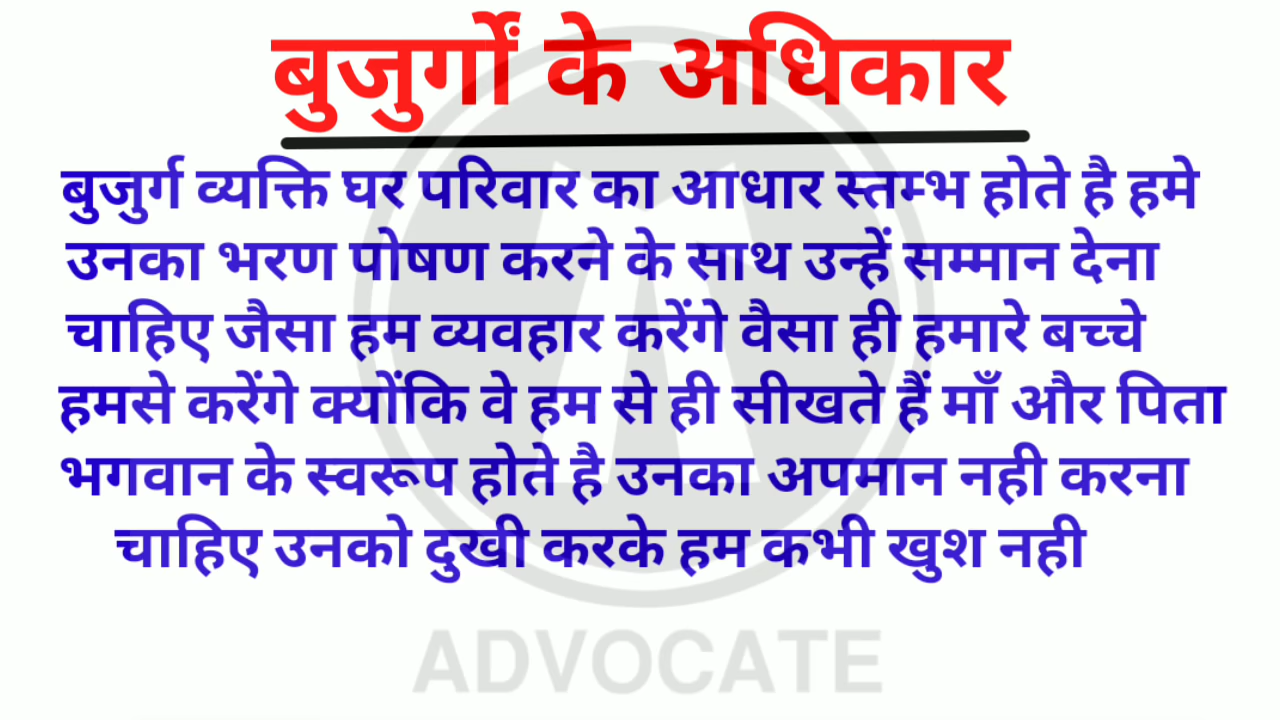 बुजुर्गों के अधिकार
बुजुर्ग व्यक्ति घर परिवार का आधार स्तम्भ होते है हमे
उनका भरण पोषण करने के साथ उन्हें सम्मान देना
चाहिए जैसा हम व्यवहार करेंगे वैसा ही हमारे बच्चे
हमसे करेंगे क्योंकि वे हम से ही सीखते हैं माँ और पिता
भगवान के स्वरूप होते है उनका अपमान नही करना
चाहिए उनको दुखी करके हम कभी खुश नही
ADVOCATE